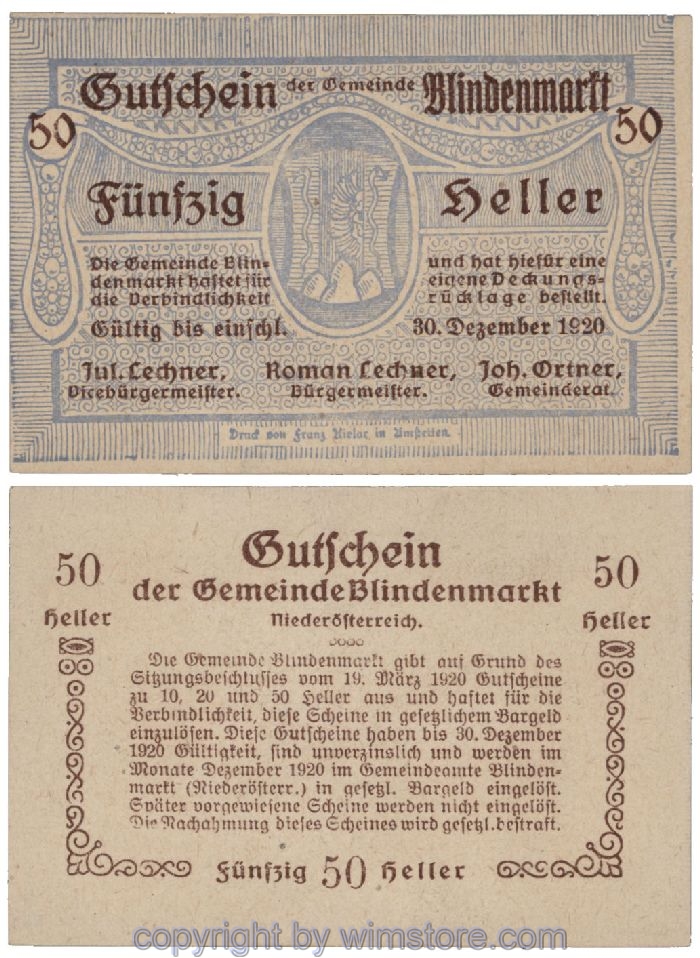 Gutschein der Gemeinde Blindenmarkt
50 50
Fünfzig Heller
Die Gemeinde Blin-
denmarkt haftet für
die Verbindlichkeit
und hat hiefür eine
eigene Deckungs-
rücklage bestellt.
Gültig bis einschl. 30. Dezember 1920
Jul. Lechner, Roman Lechner, Joh. Ortner,
Vicebürgermeister. Bürgermeister. Gemeinderat.
Druck von Franz in Amstetten
Gutschein
der Gemeinde Blindenmarkt
Niederösterreich.
50
Heller
50
Heller
Die Gemeinde Blindenmarkt gibt auf Grund des
Sitzungsbeschlusses vom 19. März 1920 Gutscheine
zu 10, 20 und 50 Heller aus und haftet für die
Verbindlichkeit, diese Scheine in gesetzlichem Bargeld
einzulösen. Diese Gutscheine haben bis 30. Dezember
1920 Gültigkeit, sind unverzinslich und werden im
Monate Dezember 1920 im Gemeindeamte Blinden-
markt (Niederösterr.) in gesetzl. Bargeld eingelöst.
Später vorgewiesene Scheine werden nicht eingelöst.
Die Nachahmung dieses Scheines wird gesetzl. bestraft.
Fünfzig 50 Heller
copyright by wimstore.com